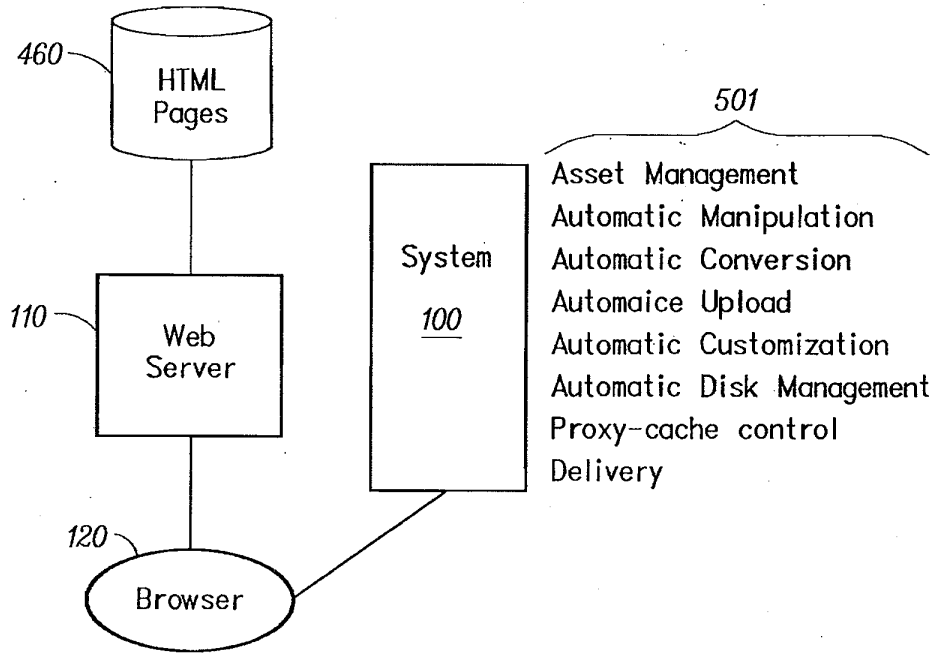 460
HTML
Pages
501
Asset Management
Automatic Manipulation
System
Automatic Conversion
100
Automaice Upload
110
Web
Server
Automatic Customization
Automatic Disk Management
Proxy-cache control
Delivery
120
Browser